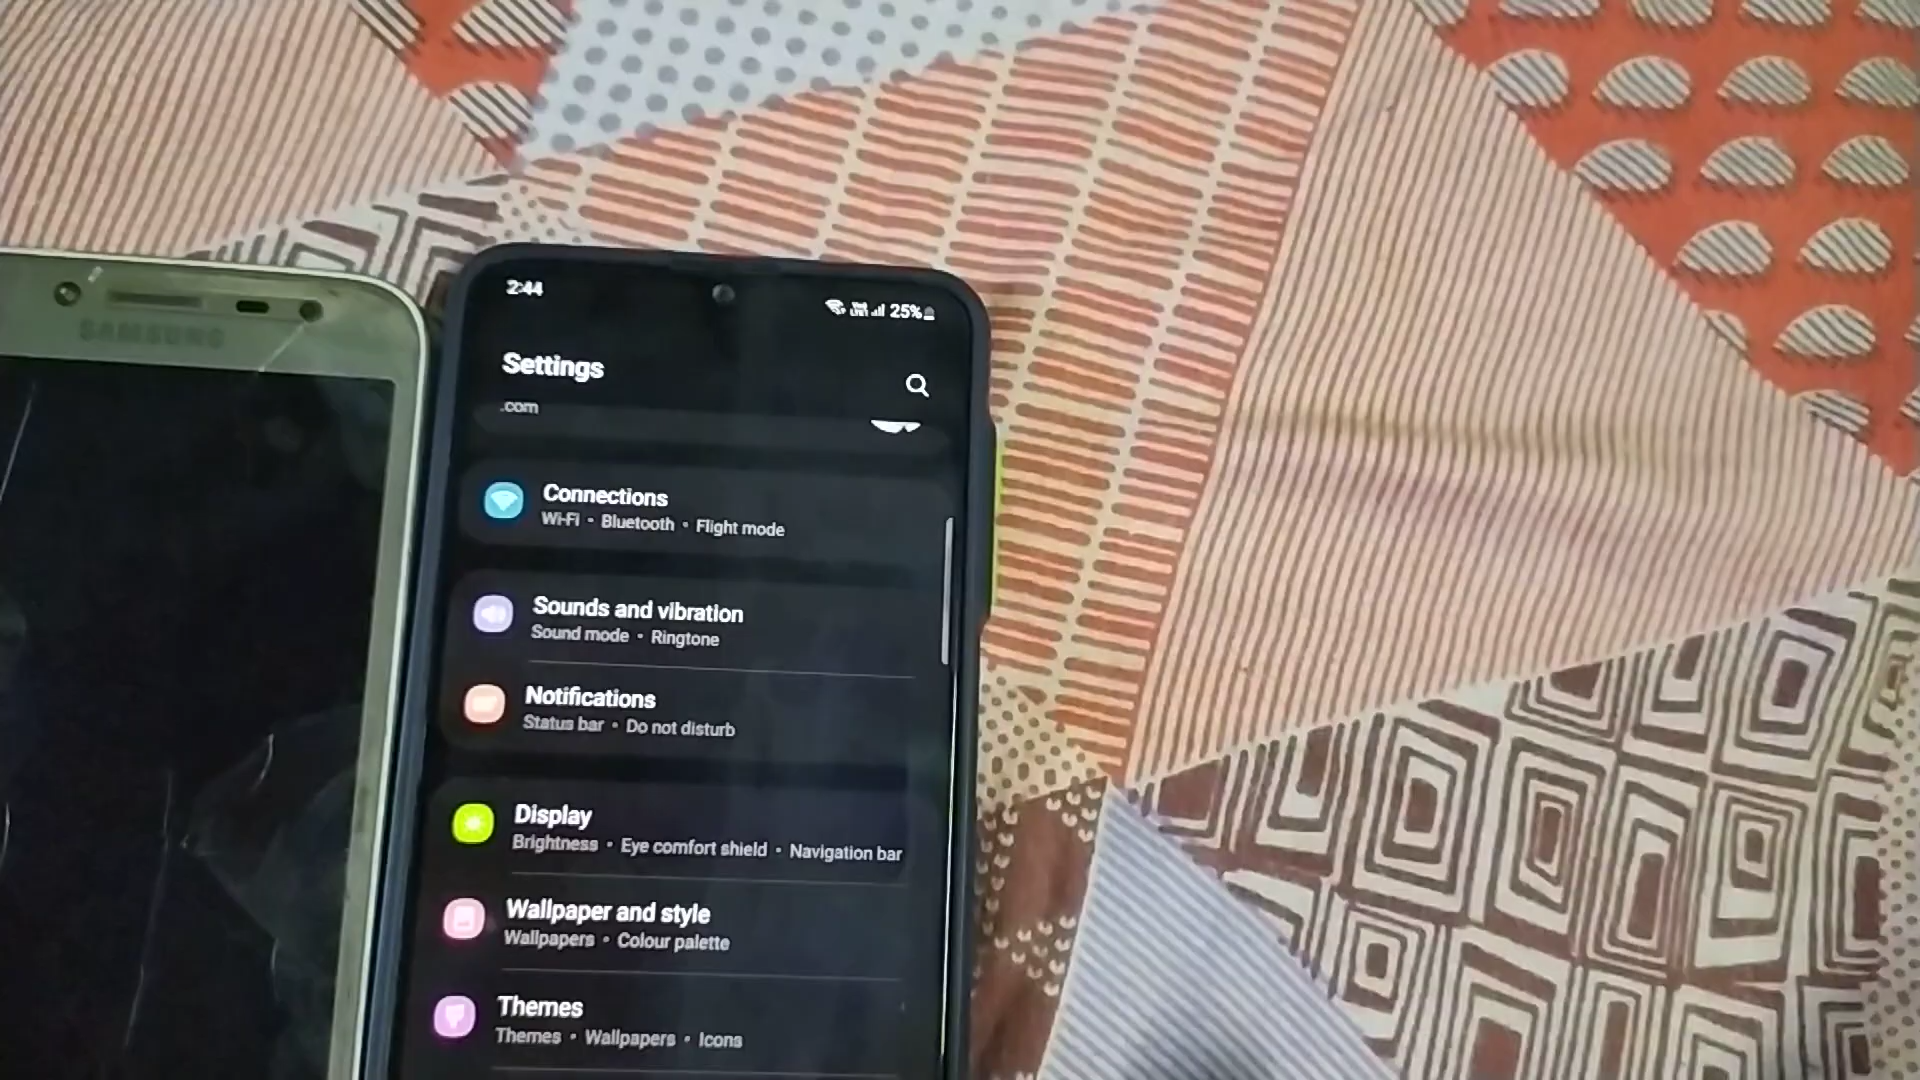 SAMSUNG
2:44
25%
Settings
.com
Connections
Wi-Fi • Bluetooth • Flight mode
Sounds and vibration
Sound mode • Ringtone
Notifications
Status bar • Do not disturb
Display
Brightness • Eye comfort shield • Navigation bar
Wallpaper and style
Wallpapers • Colour palette
Themes
Themes • Wallpapers • Icons